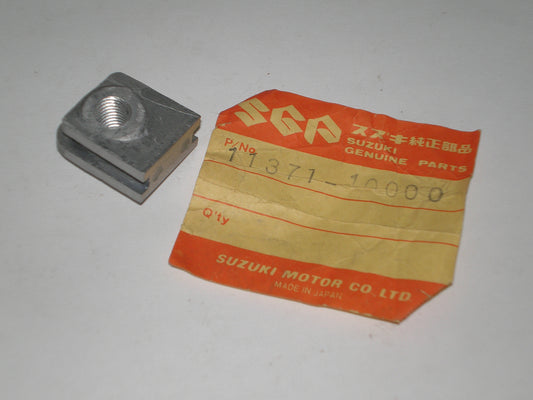 SGP スズキ純正部品
SUZUKI
GENUINE PARTS
P/No.
11371-10000
Q'ty
SUZUKI MOTOR CO.,LTD.
MADE IN JAPAN